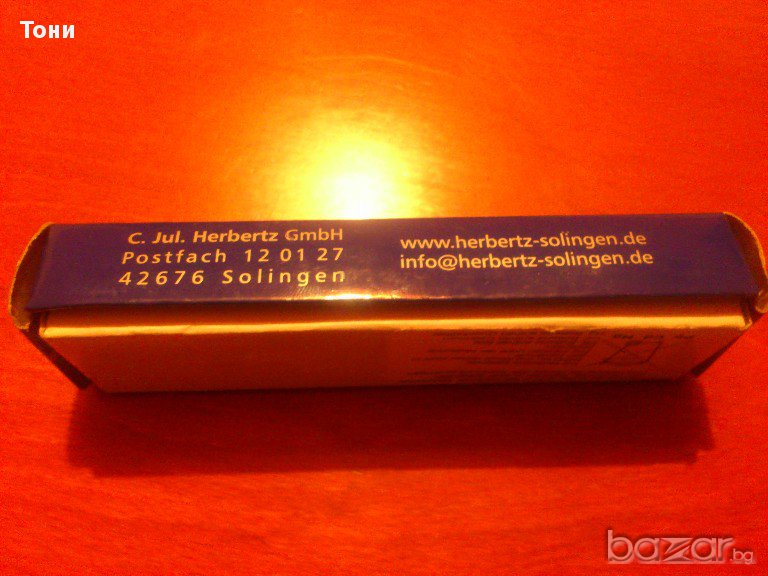 Тони
C. Jul. Herbertz GmbH
Postfach 12 01 27
42676 Solingen
www.herbertz-solingen.de
info@herbertz-solingen.de
bazar.bg